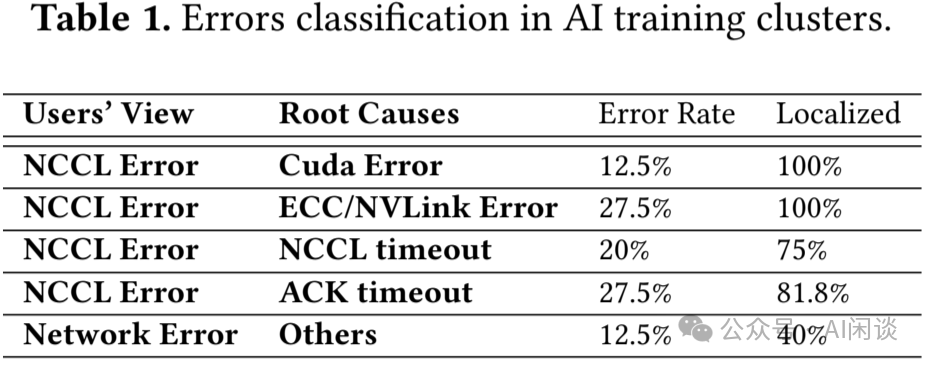 Table 1. Errors classification in AI training clusters.
Users' View Root Causes Error Rate Localized
NCCL Error Cuda Error 12.5% 100%
NCCL Error ECC/NVLink Error 27.5% 100%
NCCL Error NCCL timeout 20% 75%
NCCL Error ACK timeout 27.5% 81.8%
Network Error Others 12.5% 40%
公众号 · AI闲谈